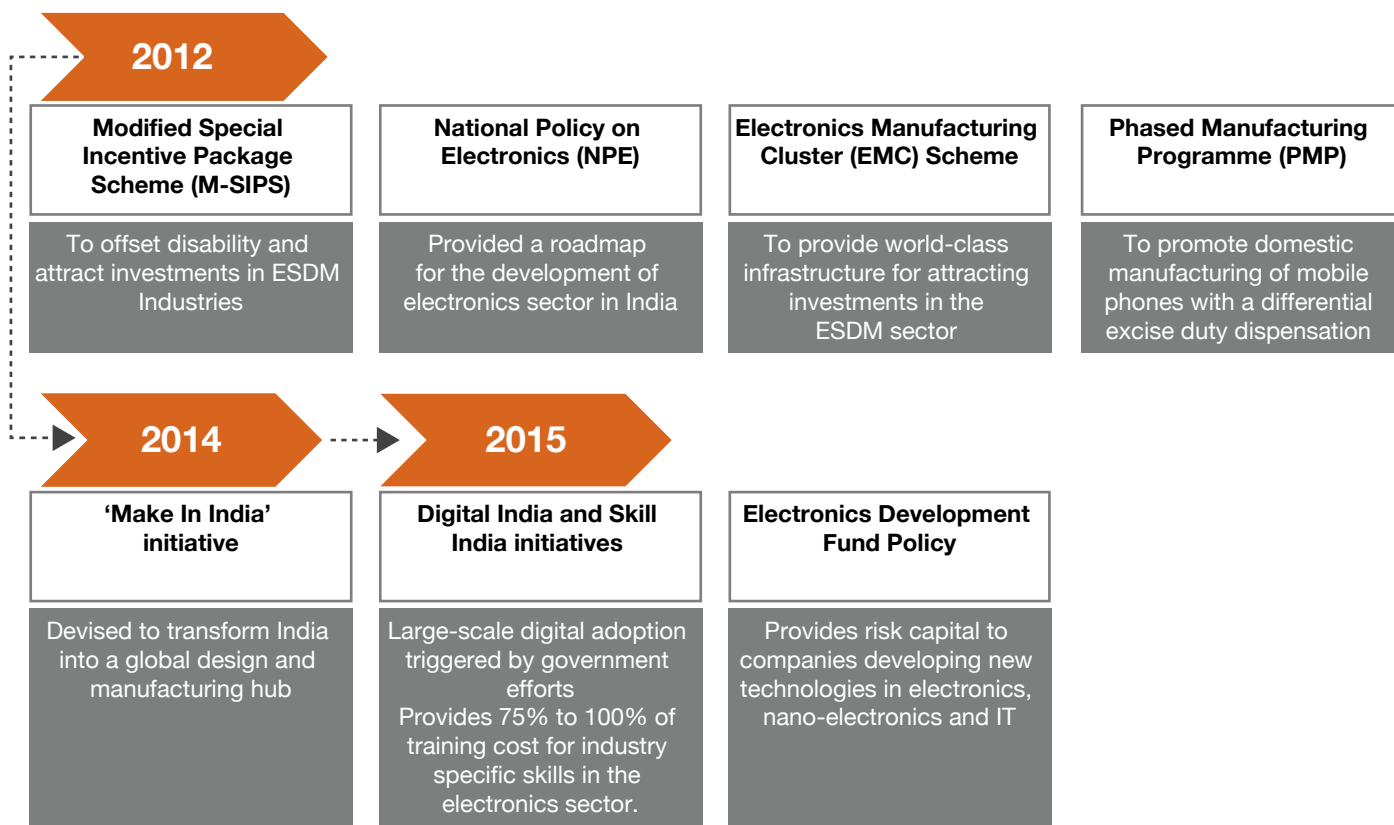 2012
Modified Special
Incentive Package
Scheme (M-SIPS)
To offset disability and
attract investments in ESDM
Industries
National Policy on
Electronics (NPE)
Provided a roadmap
for the development of
electronics sector in India
Electronics Manufacturing
Cluster (EMC) Scheme
To provide world-class
infrastructure for attracting
investments in the
ESDM sector
Phased Manufacturing
Programme (PMP)
To promote domestic
manufacturing of mobile
phones with a differential
excise duty dispensation
2014
‘Make In India’
initiative
Devised to transform India
into a global design and
manufacturing hub
2015
Digital India and Skill
India initiatives
Large-scale digital adoption
triggered by government
efforts
Provides 75% to 100% of
training cost for industry
specific skills in the
electronics sector.
Electronics Development
Fund Policy
Provides risk capital to
companies developing new
technologies in electronics,
nano-electronics and IT